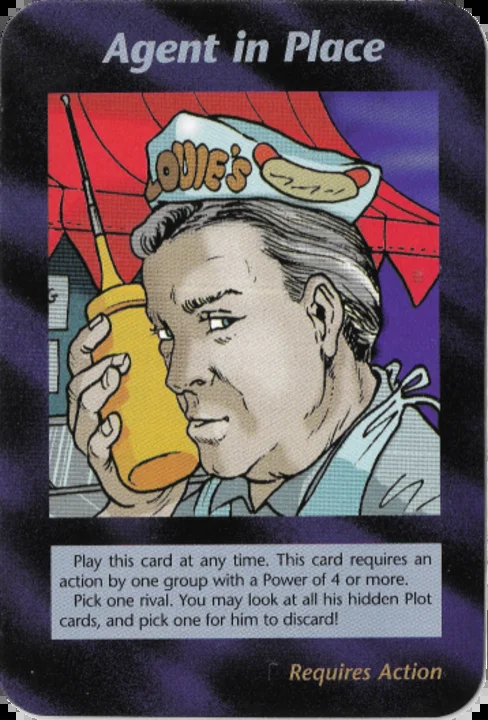 Agent in Place
LOUIE'S
Play this card at any time. This card requires an
action by one group with a Power of 4 or more.
Pick one rival. You may look at all his hidden Plot
cards, and pick one for him to discard!
Requires Action